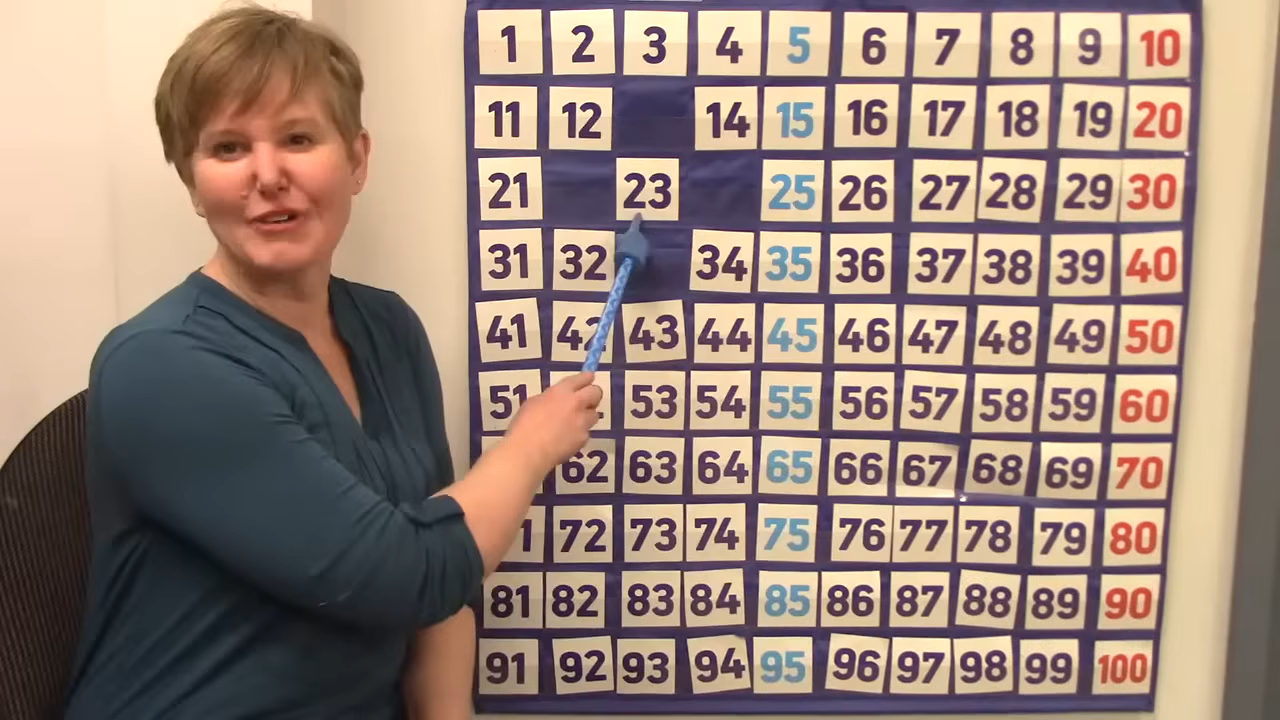 1 2 3 4 5 6 7 8 9 10
11 12 14 15 16 17 18 19 20
21 23 25 26 27 28 29 30
31 32 34 35 36 37 38 39 40
41 42 43 44 45 46 47 48 49 50
51 53 54 55 56 57 58 59 60
62 63 64 65 66 67 68 69 70
72 73 74 75 76 77 78 79 80
81 82 83 84 85 86 87 88 89 90
91 92 93 94 95 96 97 98 99 100